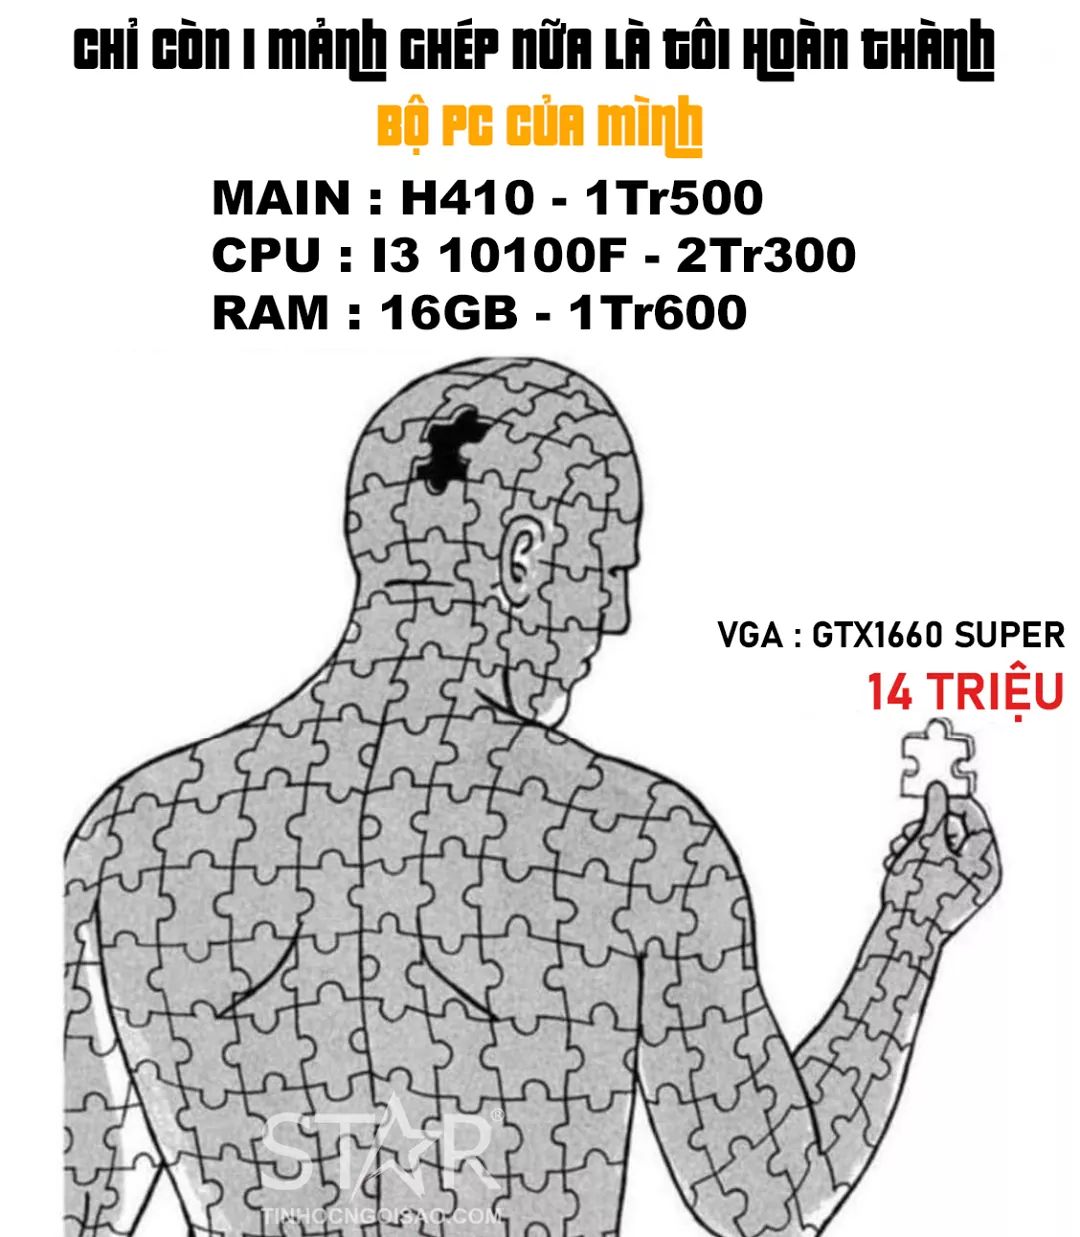 CHỈ CÒN 1 MẢNH GHÉP NỮA LÀ TÔI HOÀN THÀNH
BỘ PC CỦA MÌNH
MAIN : H410 - 1Tr500
CPU : I3 10100F - 2Tr300
RAM : 16GB - 1Tr600
VGA : GTX1660 SUPER
14 TRIỆU
STAR®
TINHOCNGOISAO.COM